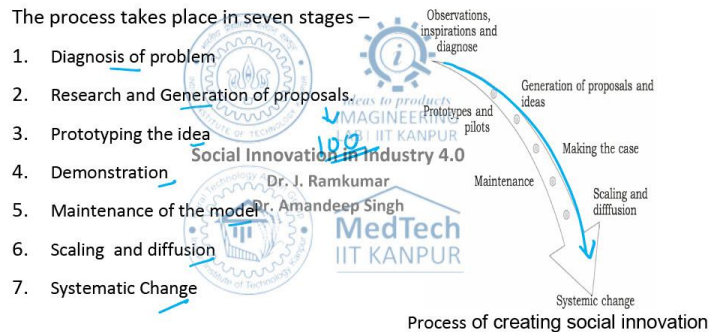 The process takes place in seven stages –
1. Diagnosis of problem
2. Research and Generation of proposals.
3. Prototyping the idea
4. Demonstration
5. Maintenance of the model
6. Scaling and diffusion
7. Systematic Change
100
Ideas to products
IMAGINEERING
LAB | IIT KANPUR
Social Innovation in Industry 4.0
Dr. J. Ramkumar
Dr. Amandeep Singh
MedTech
IIT KANPUR
Observations,
inspirations and
diagnose
Generation of proposals and
ideas
Prototypes and
pilots
Making the case
Maintenance
Scaling and
difffusion
Systemic change
Process of creating social innovation